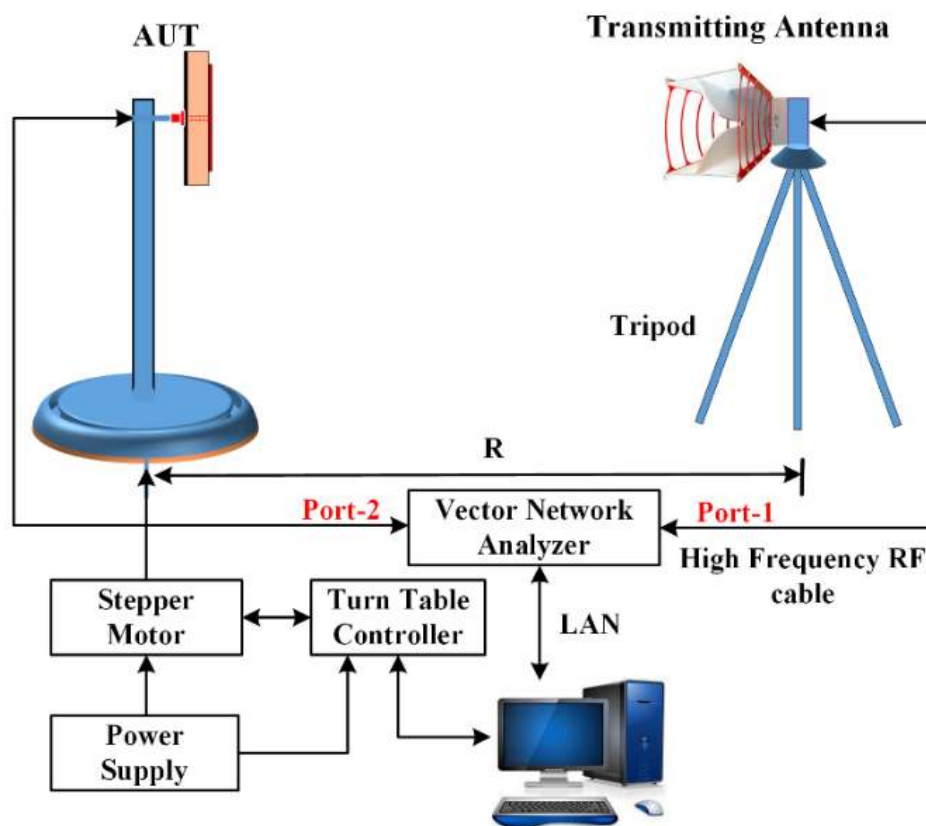 AUT
Transmitting Antenna
Tripod
R
Port-2
Vector Network
Analyzer
Port-1
High Frequency RF
cable
Stepper
Motor
Turn Table
Controller
LAN
Power
Supply